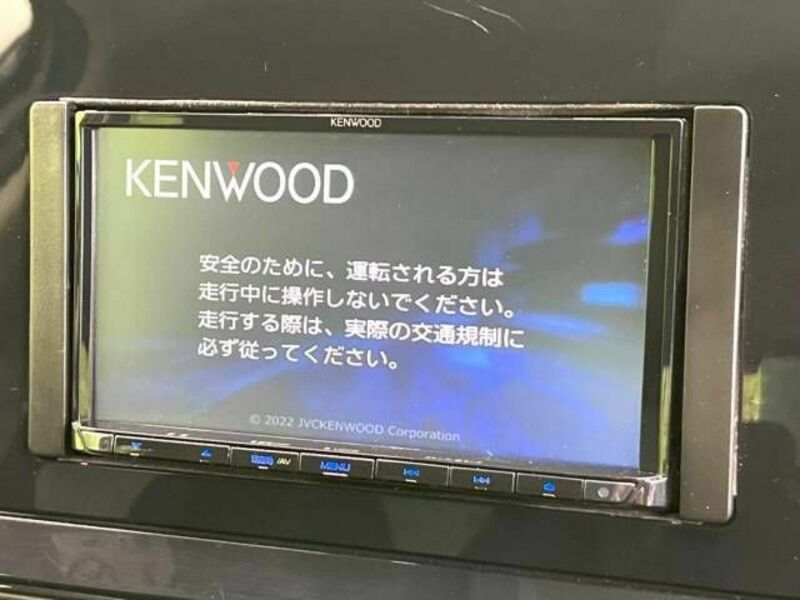 KENWOOD
KENWOOD
安全のために、運転される方は
走行中に操作しないでください。
走行する際は、実際の交通規制に
必ず従ってください。
© 2022 JVCKENWOOD Corporation
/AV
MENU